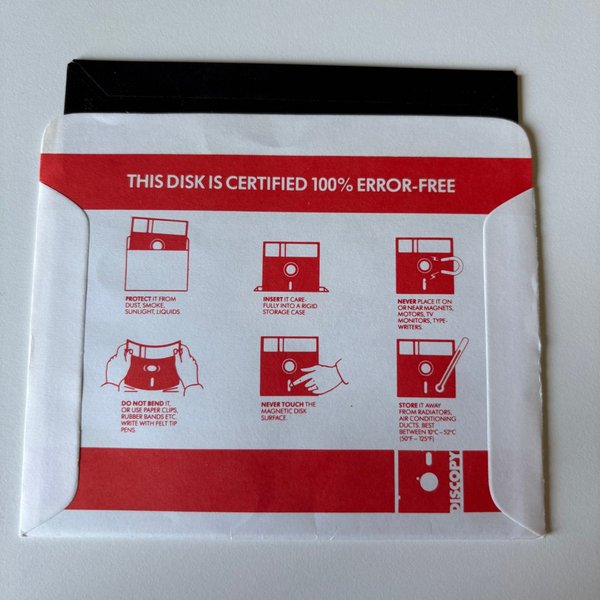 THIS DISK IS CERTIFIED 100% ERROR-FREE
PROTECT IT FROM
DUST, SMOKE,
SUNLIGHT, LIQUIDS.
INSERT IT CARE-
FULLY INTO A RIGID
STORAGE CASE
NEVER PLACE IT ON
OR NEAR MAGNETS,
MOTORS, TV
MONITORS, TYPE-
WRITERS.
DO NOT BEND IT,
OR USE PAPER CLIPS,
RUBBER BANDS ETC.
WRITE WITH FELT TIP
PENS.
NEVER TOUCH THE
MAGNETIC DISK
SURFACE.
STORE IT AWAY
FROM RADIATORS,
AIR CONDITIONING
DUCTS. BEST
BETWEEN 10°C – 52°C
(50°F – 125°F)
DISCOPY